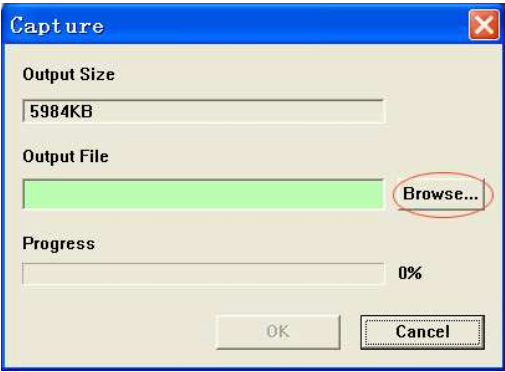 Capture
Output Size
5984KB
Output File
Browse...
Progress
0%
OK
Cancel